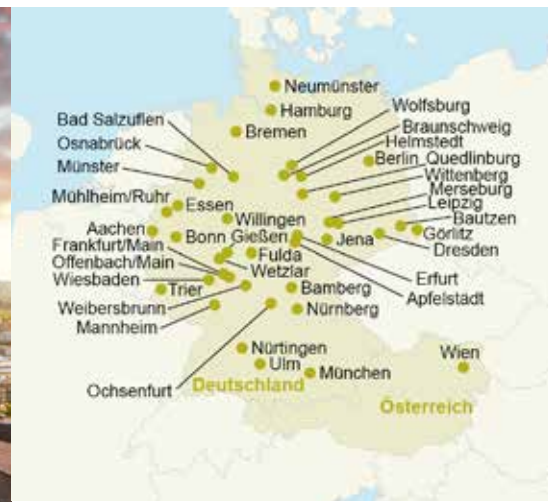 Neumünster
Hamburg
Bad Salzuflen
Wolfsburg
Osnabrück
Bremen
Braunschweig
Helmstedt
Münster
Berlin
Quedlinburg
Wittenberg
Mühlheim/Ruhr
Essen
Merseburg
Leipzig
Aachen
Willingen
Bautzen
Frankfurt/Main
Bonn
Gießen
Jena
Görlitz
Offenbach/Main
Fulda
Dresden
Wiesbaden
Wetzlar
Erfurt
Trier
Bamberg
Apfelstädt
Weibersbrunn
Nürnberg
Mannheim
Nürtingen
Wien
Ulm
München
Ochsenfurt
Deutschland
Österreich